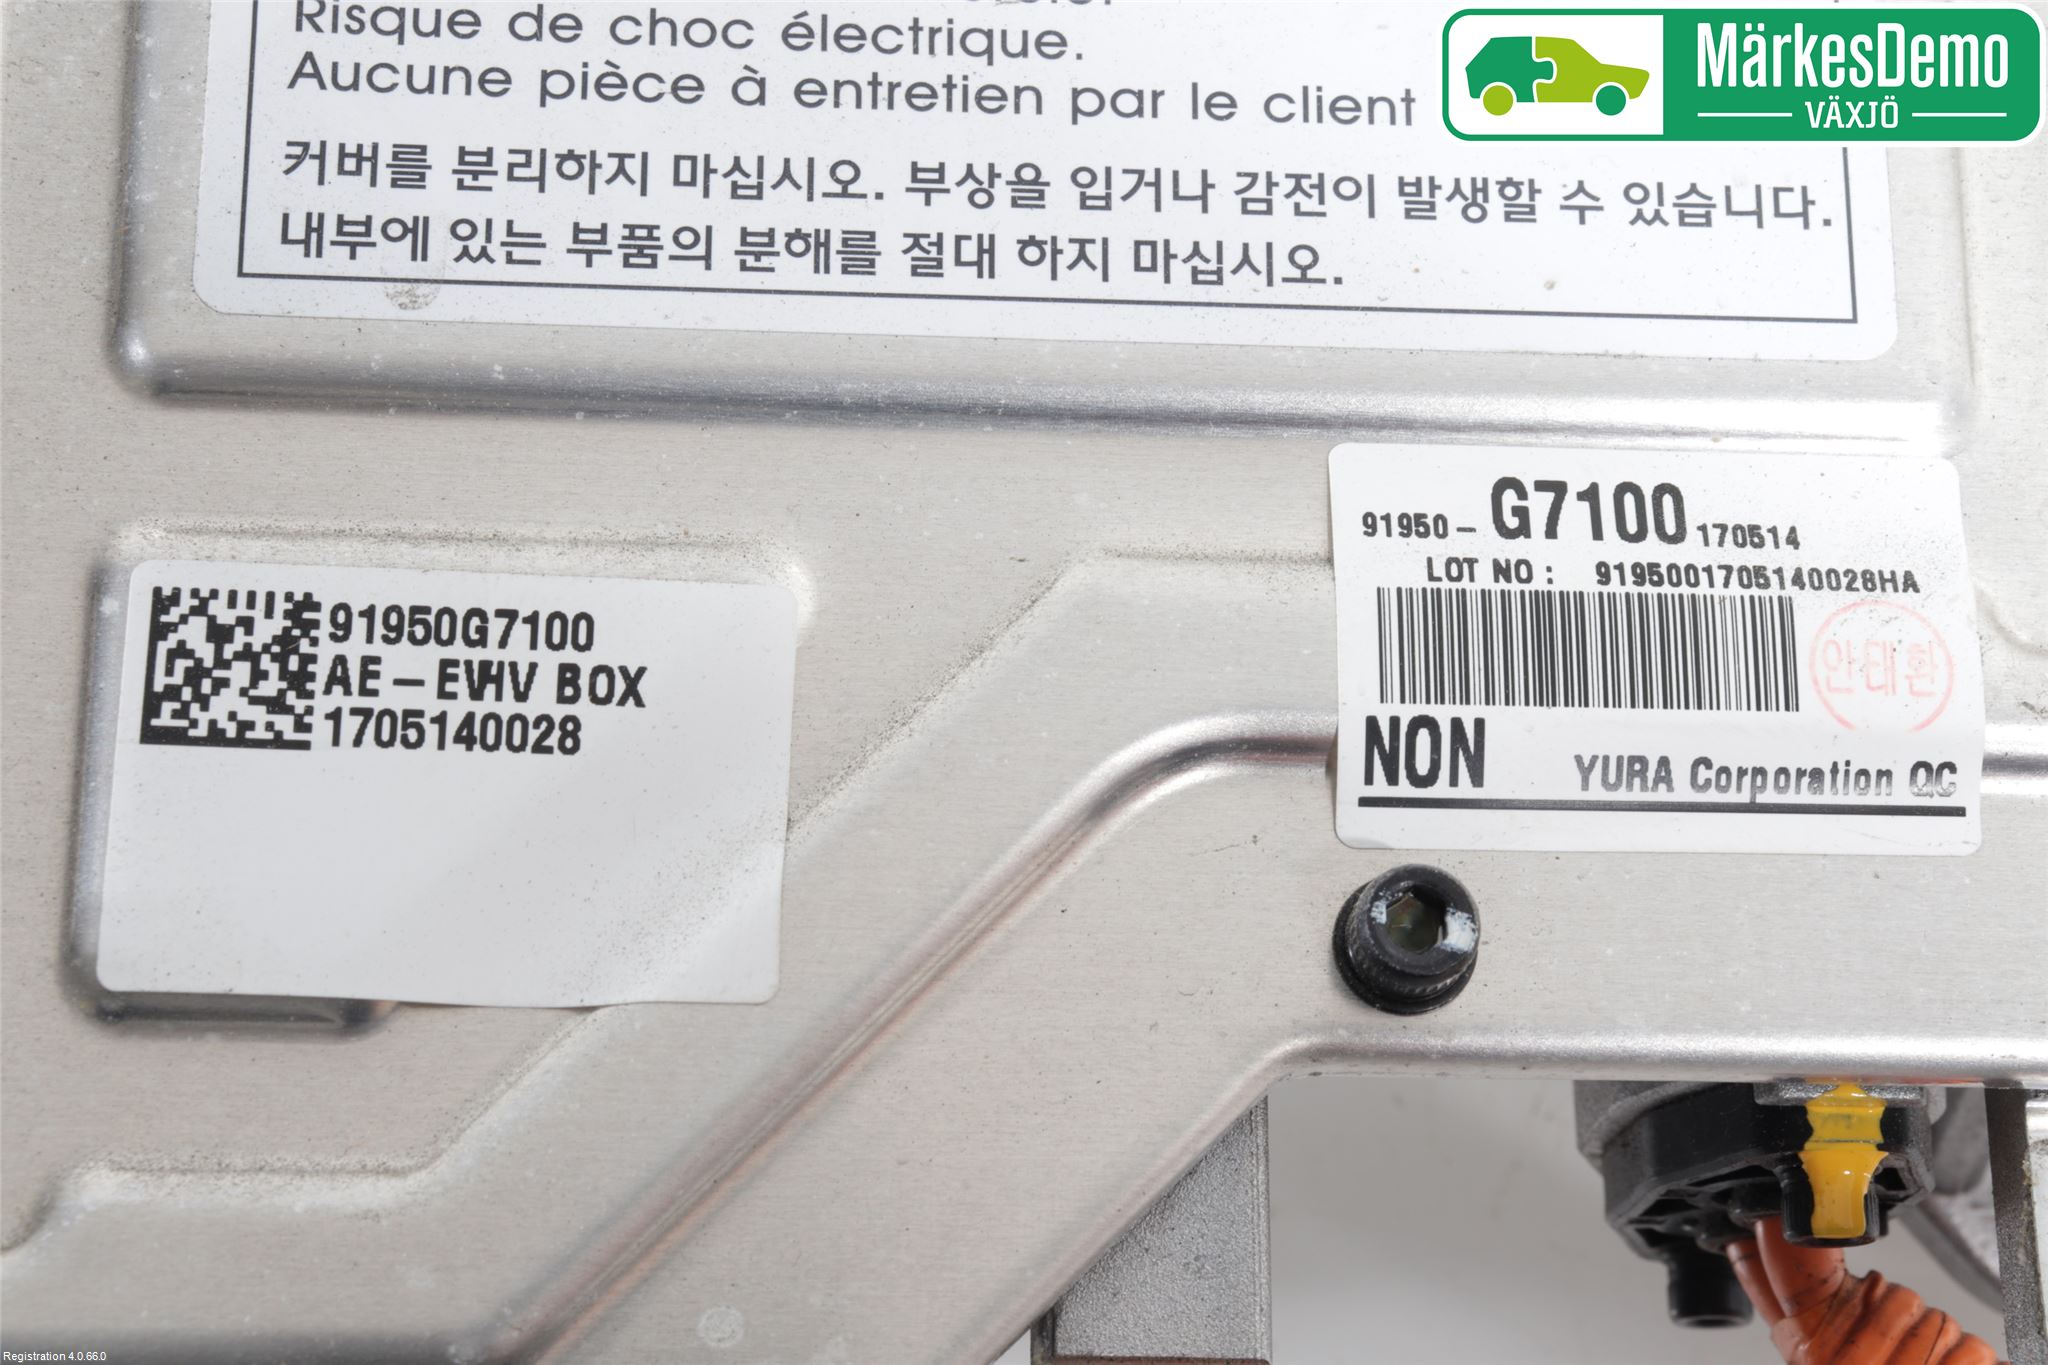 Risque de choc électrique.
Aucune pièce à entretien par le client
커버를 분리하지 마십시오. 부상을 입거나 감전이 발생할 수 있습니다.
내부에 있는 부품의 분해를 절대 하지 마십시오.
MärkesDemo
VÄXJÖ
91950- G7100 170514
LOT NO : 9195001705140028HA
안태환
NON YURA Corporation QC
91950G7100
AE-EVHV BOX
1705140028
Registration 4.0.66.0